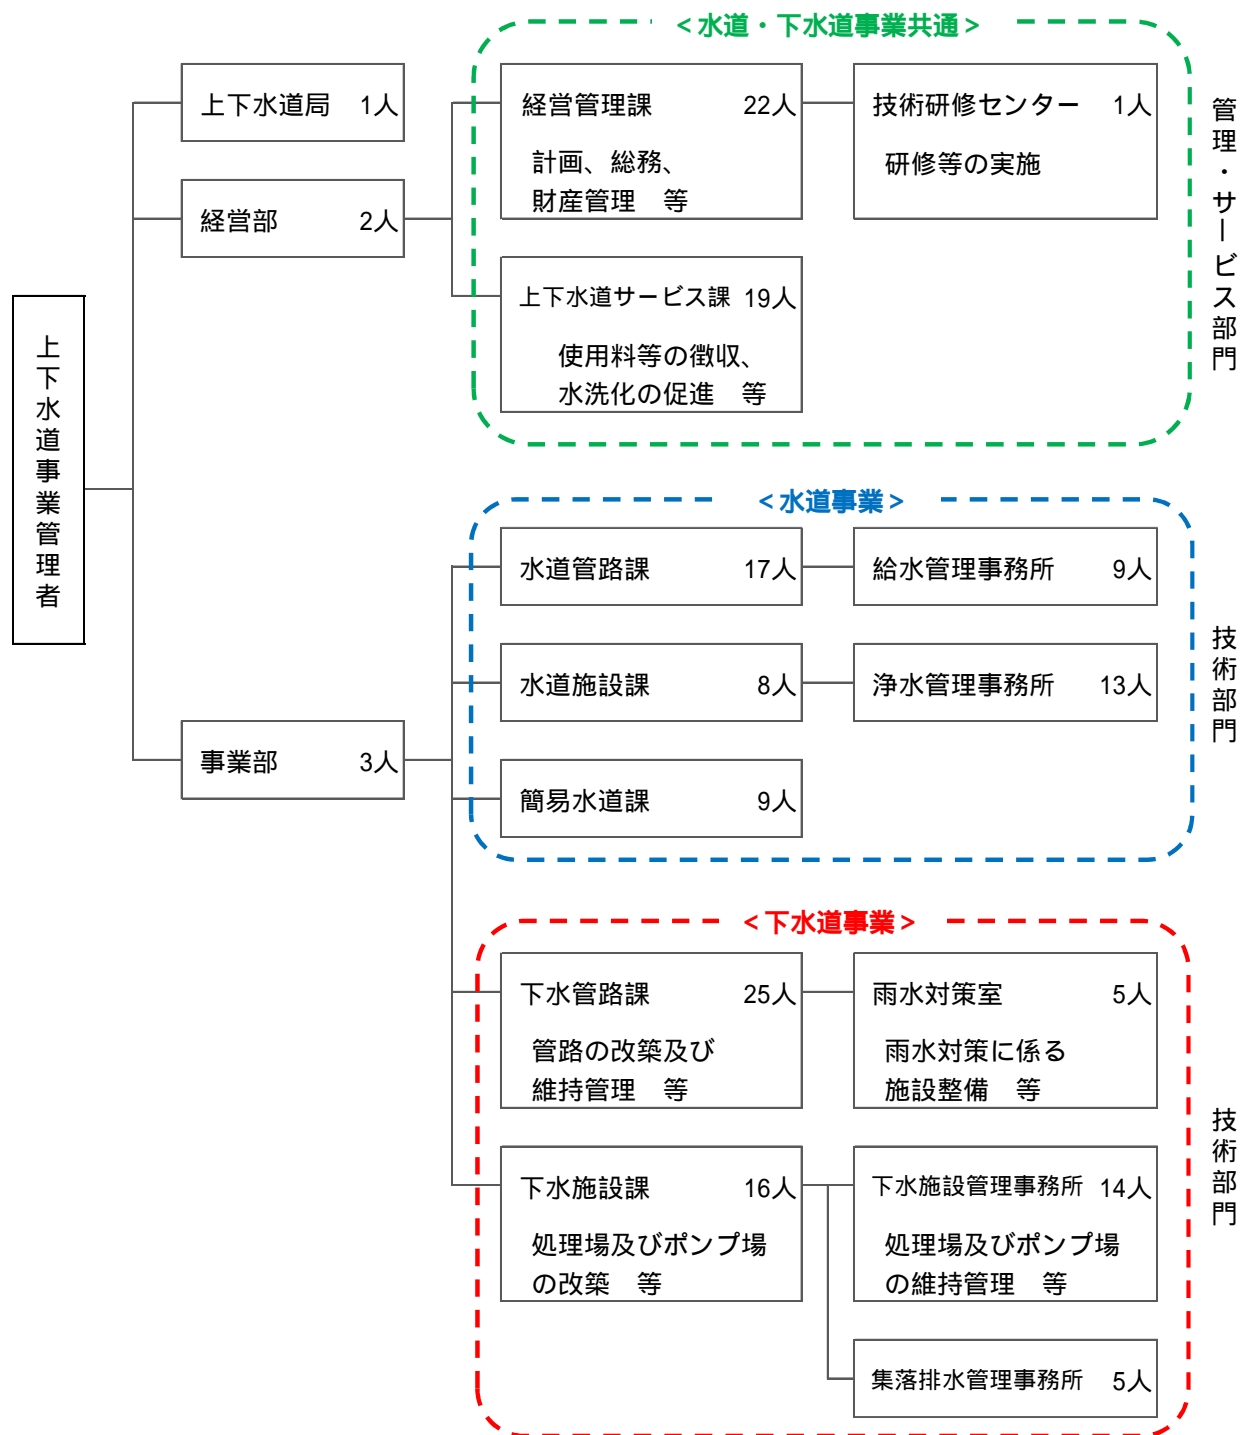 <水道・下水道事業共通>
上下水道局 1人
経営管理課 22人
計画、総務、
財産管理 等
技術研修センター 1人
研修等の実施
経営部 2人
上下水道サービス課 19人
使用料等の徴収、
水洗化の促進 等
管理・サービス部門
上下水道事業管理者
<水道事業>
水道管路課 17人
給水管理事務所 9人
水道施設課 8人
浄水管理事務所 13人
事業部 3人
簡易水道課 9人
技術部門
<下水道事業>
下水管路課 25人
管路の改築及び
維持管理 等
雨水対策室 5人
雨水対策に係る
施設整備 等
下水施設課 16人
処理場及びポンプ場
の改築 等
下水施設管理事務所 14人
処理場及びポンプ場
の維持管理 等
集落排水管理事務所 5人
技術部門